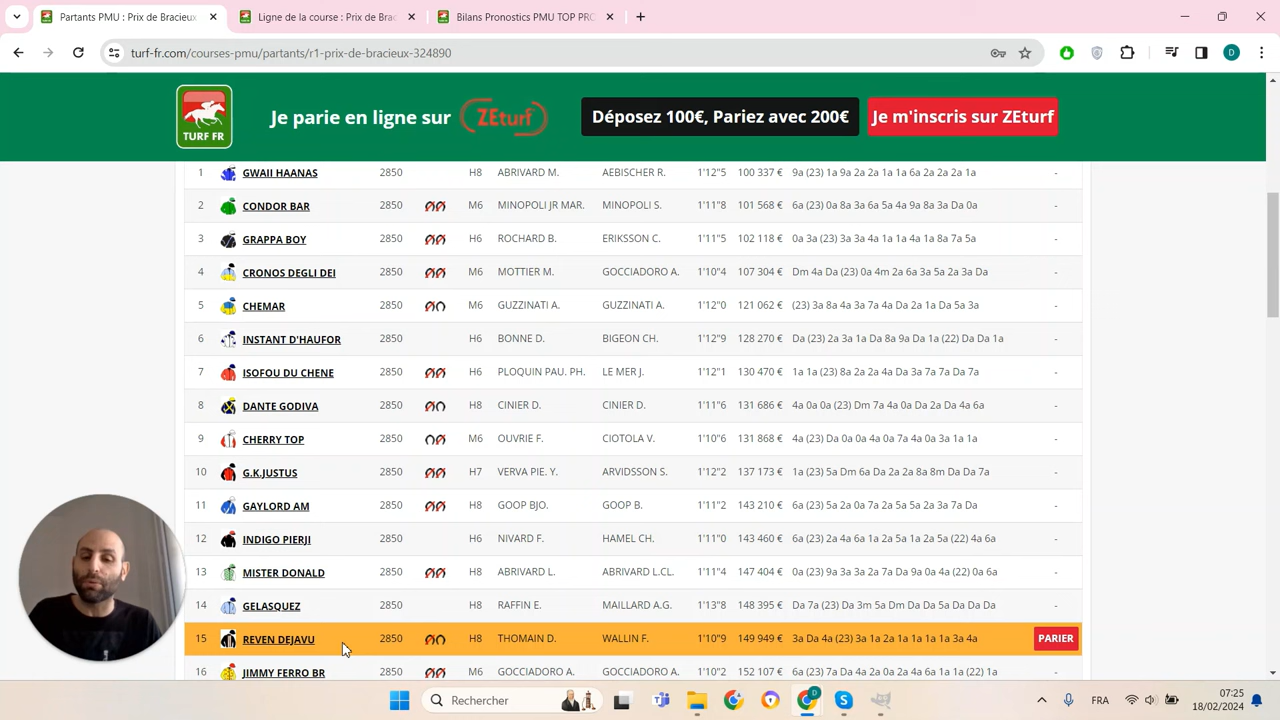 Partants PMU : Prix de Bracieux
Ligne de la course : Prix de Brac
Bilans Pronostics PMU TOP PRO
turf-fr.com/courses-pmu/partants/r1-prix-de-bracieux-324890
D
TURF FR
Je parie en ligne sur ZEturf
Déposez 100€, Pariez avec 200€
Je m'inscris sur ZEturf
1 GWAII HAANAS 2850 H8 ABRIVARD M. AEBISCHER R. 1'12"5 100 337 € 9a (23) 1a 9a 2a 2a 1a 1a 6a 2a 2a 2a 1a -
2 CONDOR BAR 2850 M6 MINOPOLI JR MAR. MINOPOLI S. 1'11"8 101 568 € 6a (23) 0a 8a 3a 6a 5a 4a 9a 8a 3a Da 0a -
3 GRAPPA BOY 2850 H6 ROCHARD B. ERIKSSON C. 1'11"5 102 118 € 0a 3a (23) 3a 3a 4a 1a 1a 4a 1a 8a 7a 5a -
4 CRONOS DEGLI DEI 2850 M6 MOTTIER M. GOCCIADORO A. 1'10"4 107 304 € Dm 4a Da (23) 0a 4m 2a 6a 3a 5a 2a 3a Da -
5 CHEMAR 2850 M6 GUZZINATI A. GUZZINATI A. 1'12"0 121 062 € (23) 3a 8a 4a 3a 7a 4a Da 2a 1a Da 5a 3a -
6 INSTANT D'HAUFOR 2850 H6 BONNE D. BIGEON CH. 1'12"9 128 270 € Da (23) 2a 3a 1a Da 8a 9a Da 1a (22) Da Da 1a -
7 ISOFOU DU CHENE 2850 H6 PLOQUIN PAU. PH. LE MER J. 1'12"1 130 470 € 1a 1a (23) 8a 2a 2a 4a Da 3a 7a 7a Da 7a -
8 DANTE GODIVA 2850 H8 CINIER D. CINIER D. 1'11"6 131 686 € 4a 0a 0a (23) Dm 7a 4a 0a Da 2a Da 4a 6a -
9 CHERRY TOP 2850 M6 OUVRIE F. CIOTOLA V. 1'10"6 131 868 € 4a (23) Da 0a 0a 4a 0a 7a 4a 0a 3a 1a 1a -
10 G.K.JUSTUS 2850 H7 VERVA PIE. Y. ARVIDSSON S. 1'12"2 137 173 € 1a (23) 5a Dm 6a Da 2a 2a 8a 8m Da Da 7a -
11 GAYLORD AM 2850 H8 GOOP BJO. GOOP B. 1'11"2 143 210 € 6a (23) 5a 2a 0a 7a 2a 5a 5a 2a 3a 7a Da -
12 INDIGO PIERJI 2850 H6 NIVARD F. HAMEL CH. 1'11"0 143 460 € 6a (23) 2a 4a 6a 1a 2a 5a 1a 2a 5a (22) 4a 6a -
13 MISTER DONALD 2850 H8 ABRIVARD L. ABRIVARD L.CL. 1'11"4 147 404 € 0a (23) 9a 3a 3a 2a 7a Da 9a 0a 4a (22) 0a 6a -
14 GELASQUEZ 2850 H8 RAFFIN E. MAILLARD A.G. 1'13"8 148 395 € Da 7a (23) Da 3m 5a Dm Da Da 5a Da Da Da -
15 REVEN DEJAVU 2850 H8 THOMAIN D. WALLIN F. 1'10"9 149 949 € 3a Da 4a (23) 3a 1a 2a 1a 1a 1a 1a 3a 4a PARIER
16 JIMMY FERRO BR 2850 M6 GOCCIADORO A. GOCCIADORO A. 1'10"2 152 107 € 6a (23) 7a Da 4a 2a 0a 4a 1a 1a 1a (22) 1a -
Rechercher
FRA
07:25
18/02/2024